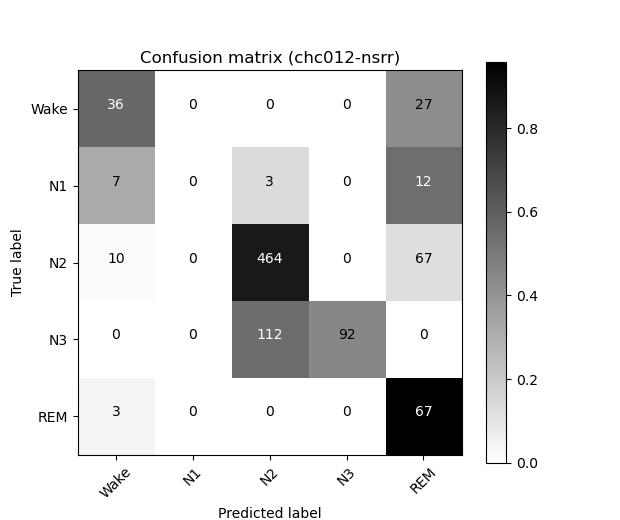 Confusion matrix (chc012-nsrr)
True label
Wake 36 0 0 0 27
N1 7 0 3 0 12
N2 10 0 464 0 67
N3 0 0 112 92 0
REM 3 0 0 0 67
Wake N1 N2 N3 REM
Predicted label
0.8
0.6
0.4
0.2
0.0